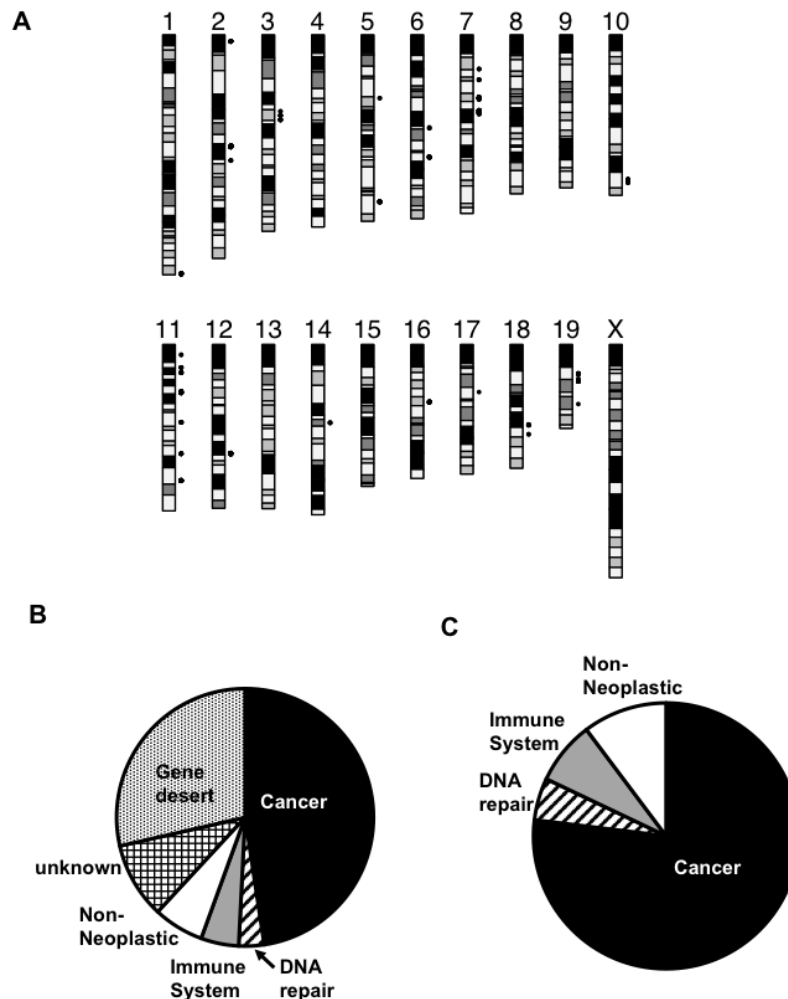 A
1 2 3 4 5 6 7 8 9 10
11 12 13 14 15 16 17 18 19 X
B
Gene
desert
Cancer
unknown
Non-
Neoplastic
Immune
System
DNA
repair
C
Non-
Neoplastic
Immune
System
DNA
repair
Cancer